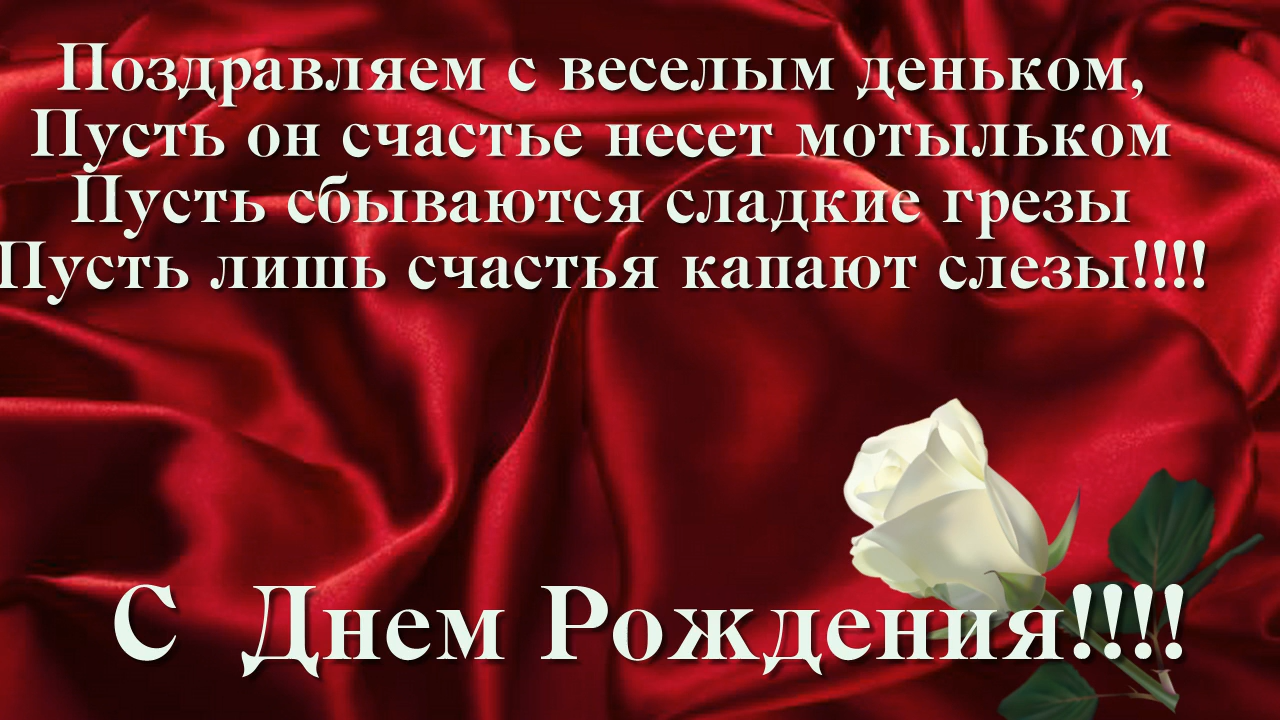 Поздравляем с веселым деньком,
Пусть он счастье несет мотыльком
Пусть сбываются сладкие грезы
Пусть лишь счастья капают слезы!!!!
С Днем Рождения!!!!